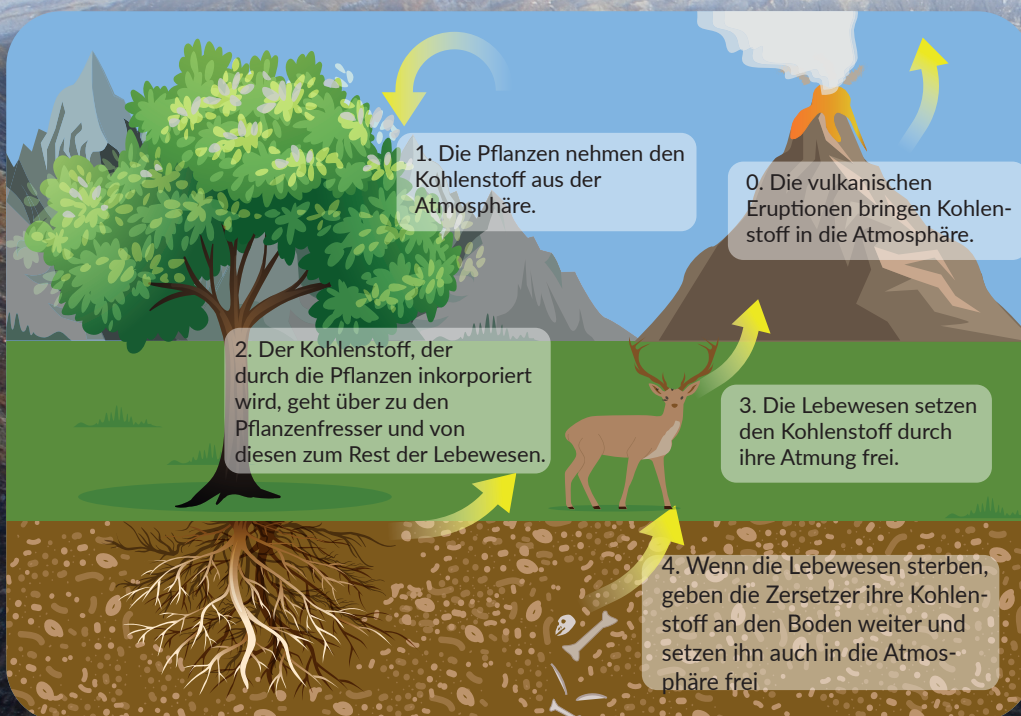 1. Die Pflanzen nehmen den
Kohlenstoff aus der
Atmosphäre.
0. Die vulkanischen
Eruptionen bringen Kohlen-
stoff in die Atmosphäre.
2. Der Kohlenstoff, der
durch die Pflanzen inkorporiert
wird, geht über zu den
Pflanzenfresser und von
diesen zum Rest der Lebewesen.
3. Die Lebewesen setzen
den Kohlenstoff durch
ihre Atmung frei.
4. Wenn die Lebewesen sterben,
geben die Zersetzer ihre Kohlen-
stoff an den Boden weiter und
setzen ihn auch in die Atmos-
phäre frei